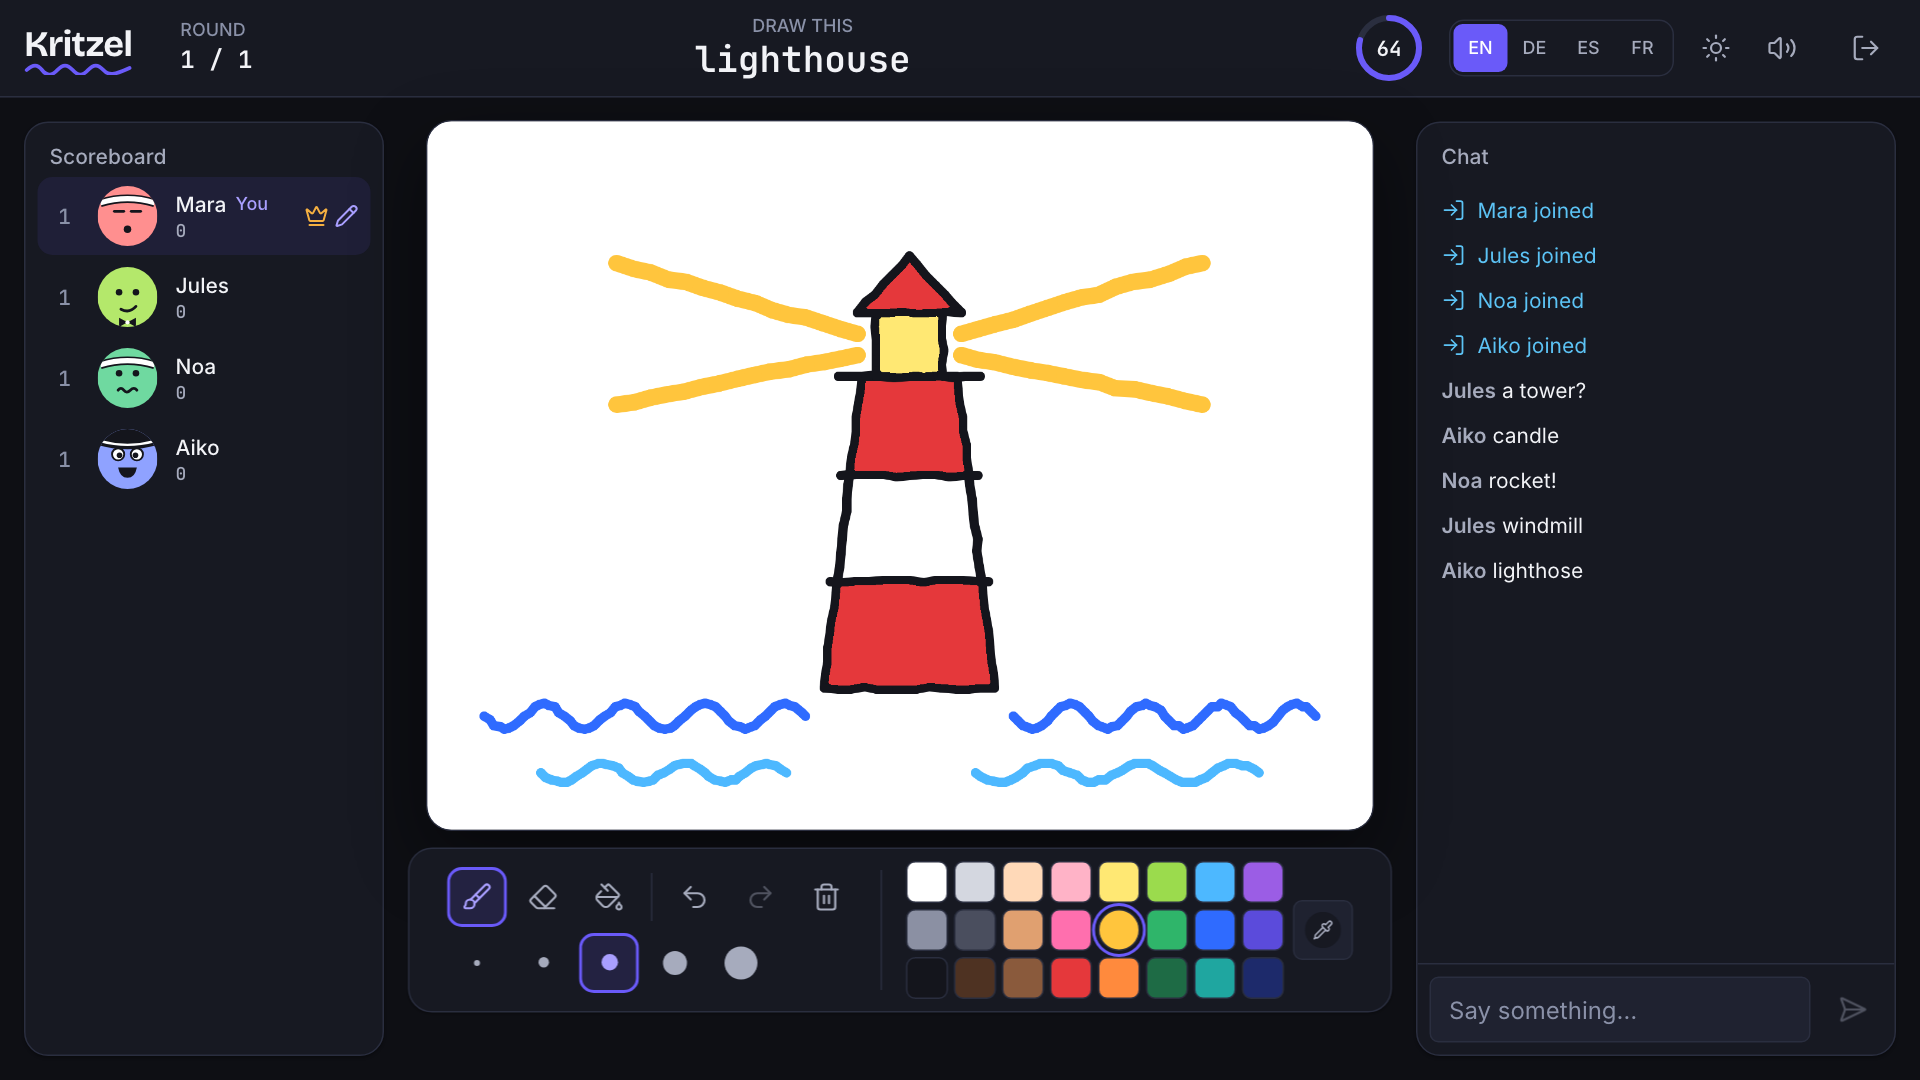 Kritzel
ROUND
1 / 1
DRAW THIS
lighthouse
64
EN DE ES FR
Scoreboard
1 Mara You
0
1 Jules
0
1 Noa
0
1 Aiko
0
Chat
Mara joined
Jules joined
Noa joined
Aiko joined
Jules a tower?
Aiko candle
Noa rocket!
Jules windmill
Aiko lighthose
Say something...